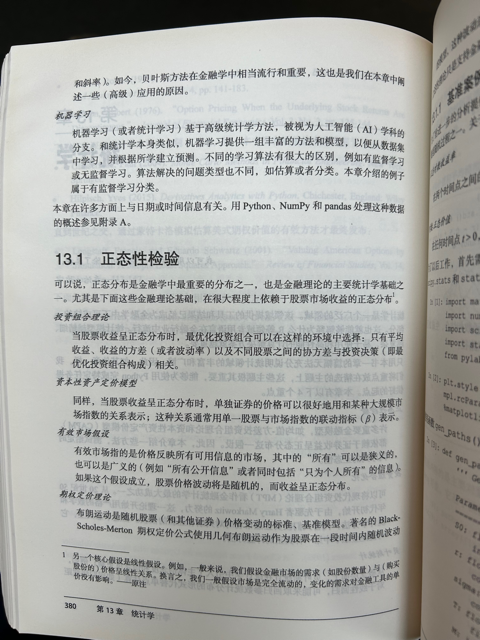 和斜率）。如今，贝叶斯方法在金融学中相当流行和重要，这也是我们在本章中阐
述一些（高级）应用的原因。
机器学习
机器学习（或者统计学习）基于高级统计学方法，被视为人工智能（AI）学科的
分支。和统计学本身类似，机器学习提供一组丰富的方法和模型，以便从数据集
中学习，并根据所学建立预测。不同的学习算法有很大的区别，例如有监督学习
或无监督学习。算法解决的问题类型也不同，如估算或者分类。本章介绍的例子
属于有监督学习分类。
本章在许多方面上与日期或时间信息有关。用 Python、NumPy 和 pandas 处理这种数据
的概述参见附录 A。
13.1 正态性检验
可以说，正态分布是金融学中最重要的分布之一，也是金融理论的主要统计学基础之
一。尤其是下面这些金融理论基础，在很大程度上依赖于股票市场收益的正态分布1。
投资组合理论
当股票收益呈正态分布时，最优化投资组合可以在这样的环境中选择：只有平均
收益、收益的方差（或者波动率）以及不同股票之间的协方差与投资决策（即最
优化投资组合构成）相关。
资本性资产定价模型
同样，当股票收益呈正态分布时，单独证券的价格可以很好地用和某种大规模市
场指数的关系表示；这种关系通常用单一股票与市场指数的联动指标（β）表示。
有效市场假设
有效市场指的是价格反映所有可用信息的市场，其中的“所有”可以是狭义的，
也可以是广义的（例如“所有公开信息”或者同时包括“只为个人所有”的信息）。
如果这个假设成立，股票价格波动将是随机的，而收益呈正态分布。
期权定价理论
布朗运动是随机股票（和其他证券）价格变动的标准、基准模型。著名的 Black-
Scholes-Merton 期权定价公式使用几何布朗运动作为股票在一段时间内随机波动
1 另一个核心假设是线性假设。例如，一般来说，我们假设金融市场的需求（如股份数量）与（购买
股份的）价格呈线性关系。换言之，我们一般假设市场是完全流动的，变化的需求对金融工具的单
价没有影响。——原注
380 第 13 章 统计学
.1.1 基准案例
任何时间点 t>0,
import
import
import
import
from pyla
plt.style
mpl.rcPara
matplotli
gen_paths()
def gen_pa
Param